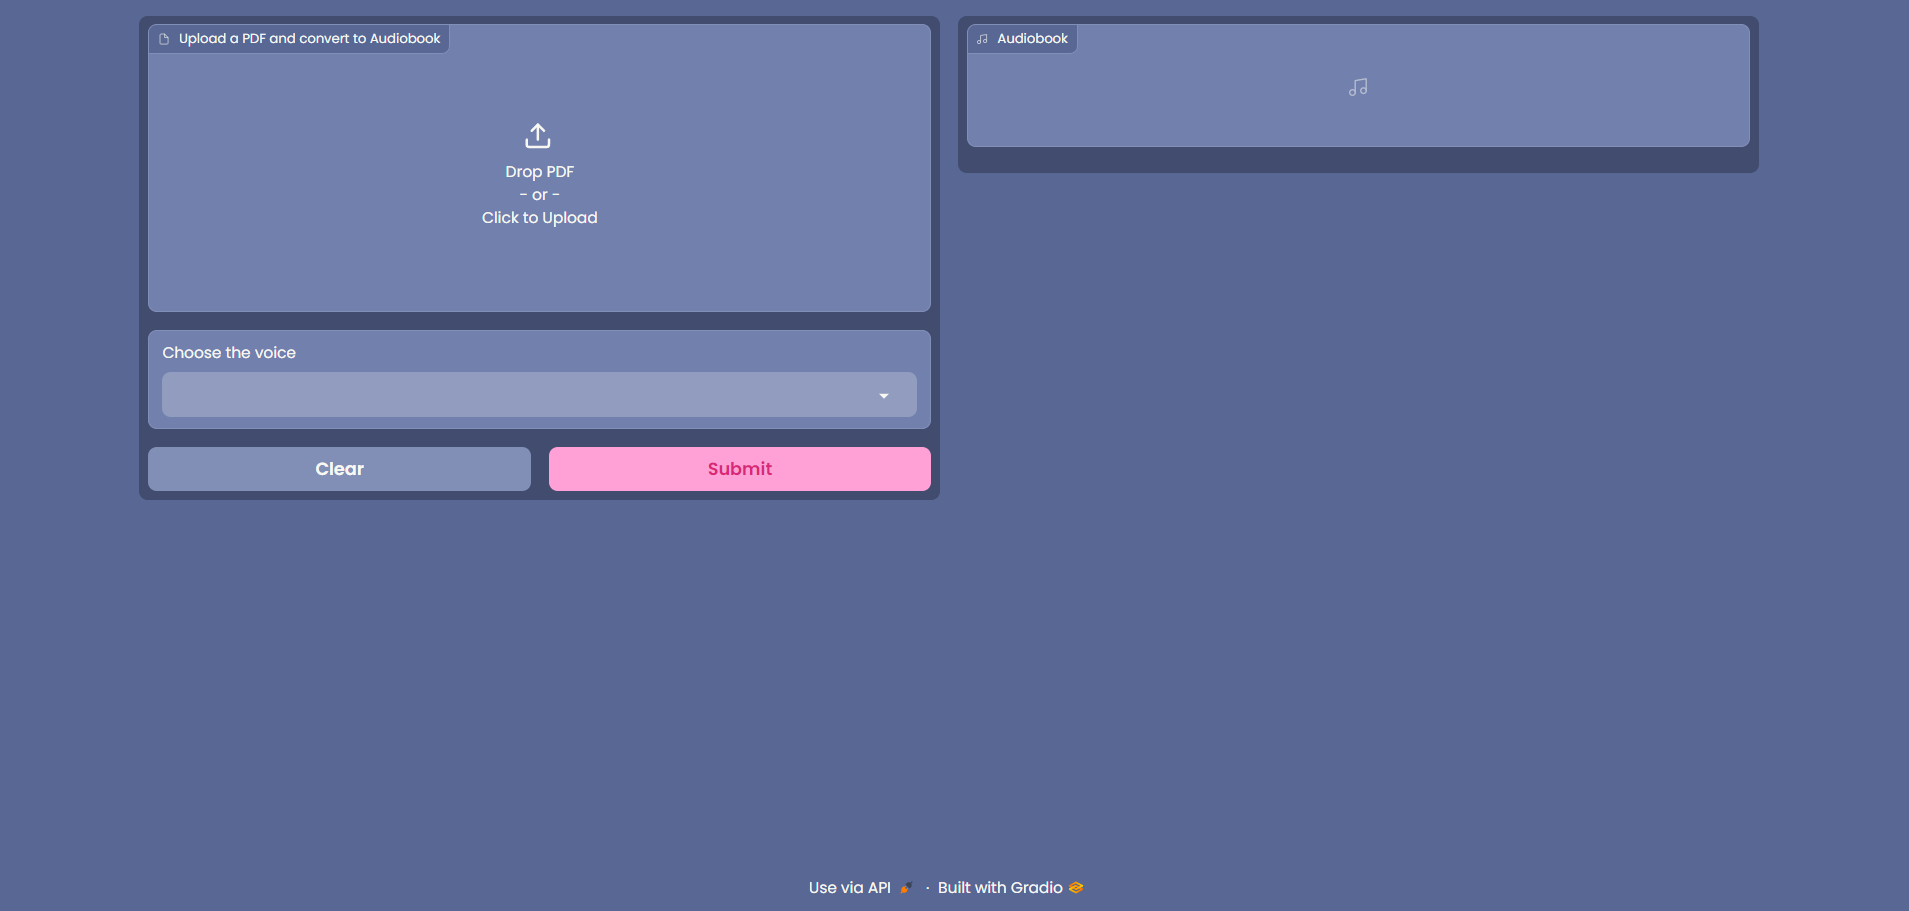 Upload a PDF and convert to Audiobook
Drop PDF
- or -
Click to Upload
Choose the voice
Clear
Submit
Audiobook
Use via API 🚀 · Built with Gradio